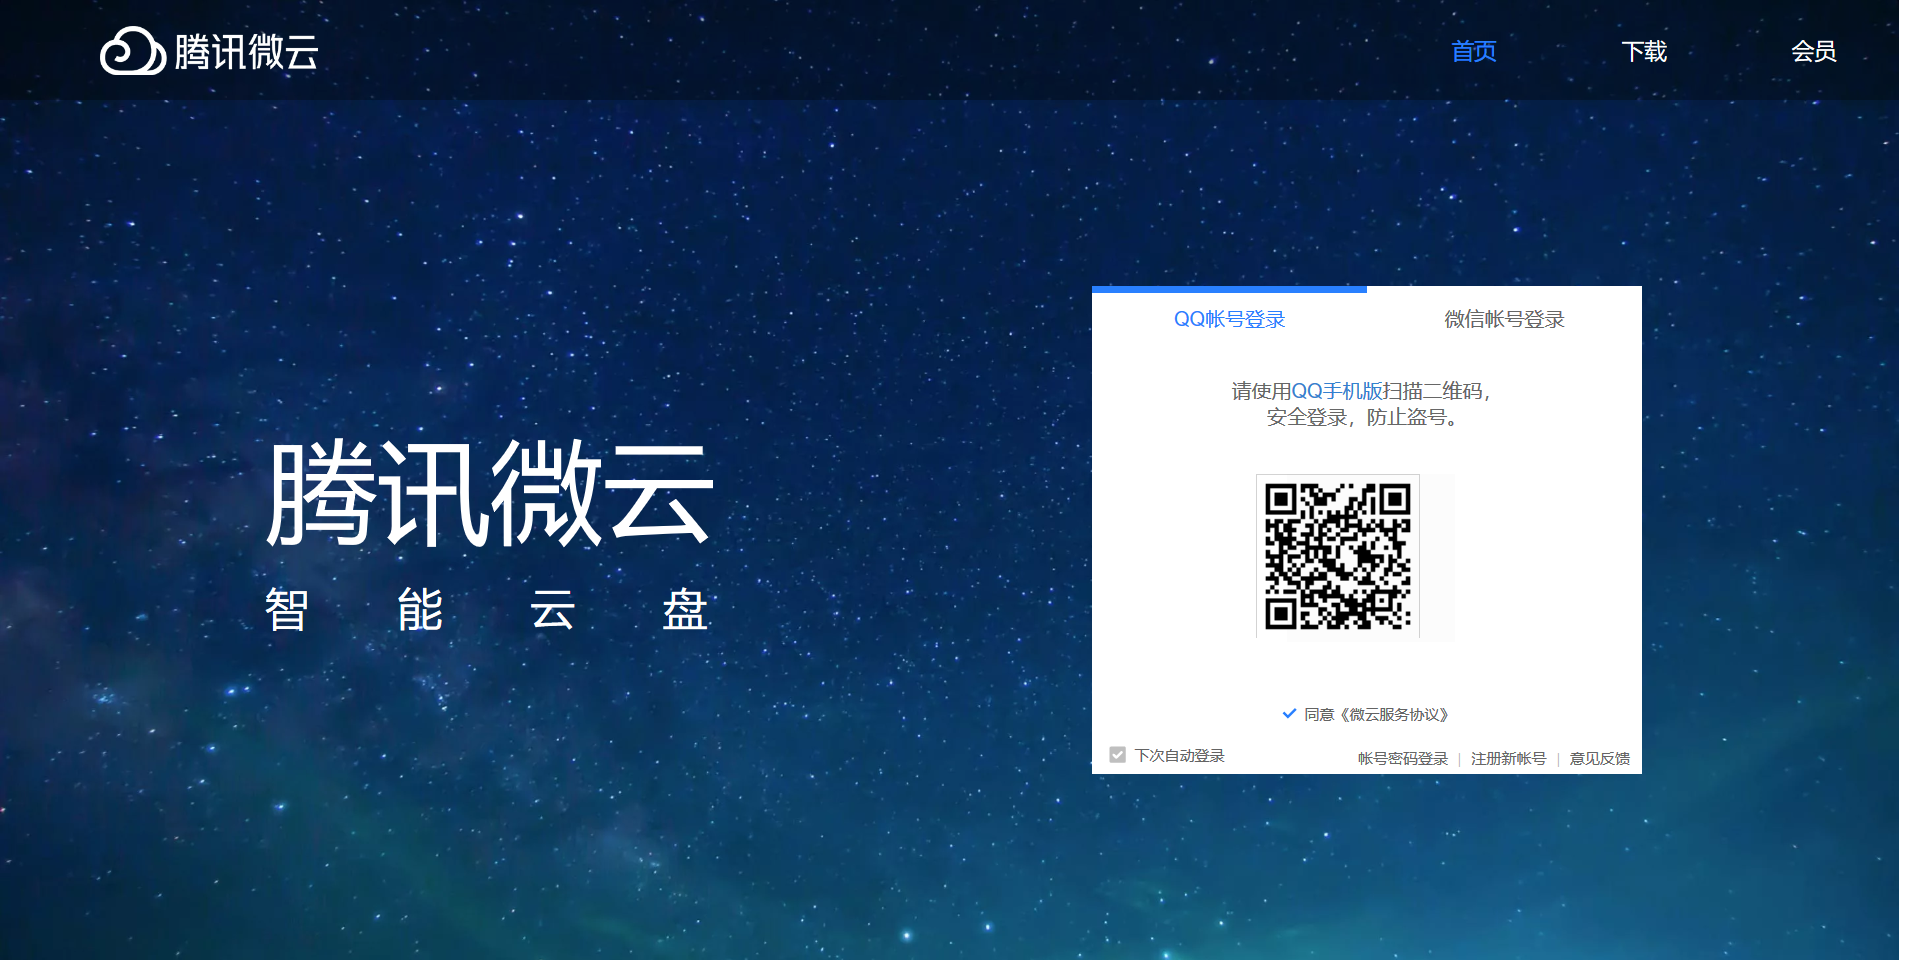 腾讯微云
首页
下载
会员
QQ帐号登录
微信帐号登录
请使用QQ手机版扫描二维码，
安全登录，防止盗号。
腾讯微云
智能云盘
同意《微云服务协议》
下次自动登录
帐号密码登录 | 注册新帐号 | 意见反馈